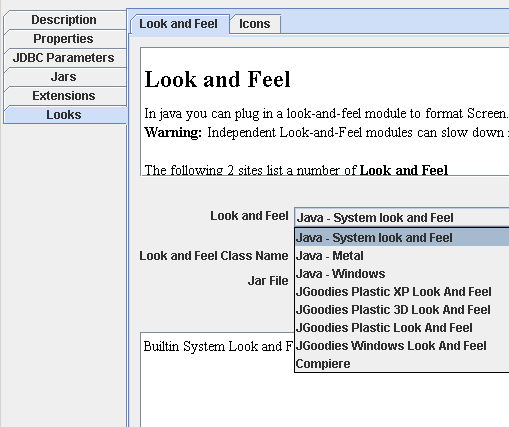 Description
Properties
JDBC Parameters
Jars
Extensions
Looks
Look and Feel
Icons
Look and Feel
In java you can plug in a look-and-feel module to format Screen.
Warning: Independent Look-and-Feel modules can slow down
The following 2 sites list a number of Look and Feel
Look and Feel
Java - System look and Feel
Java - System look and Feel
Look and Feel Class Name
Java - Metal
Jar File
Java - Windows
JGoodies Plastic XP Look And Feel
JGoodies Plastic 3D Look And Feel
JGoodies Plastic Look And Feel
Builtin System Look and F
JGoodies Windows Look And Feel
Compiere